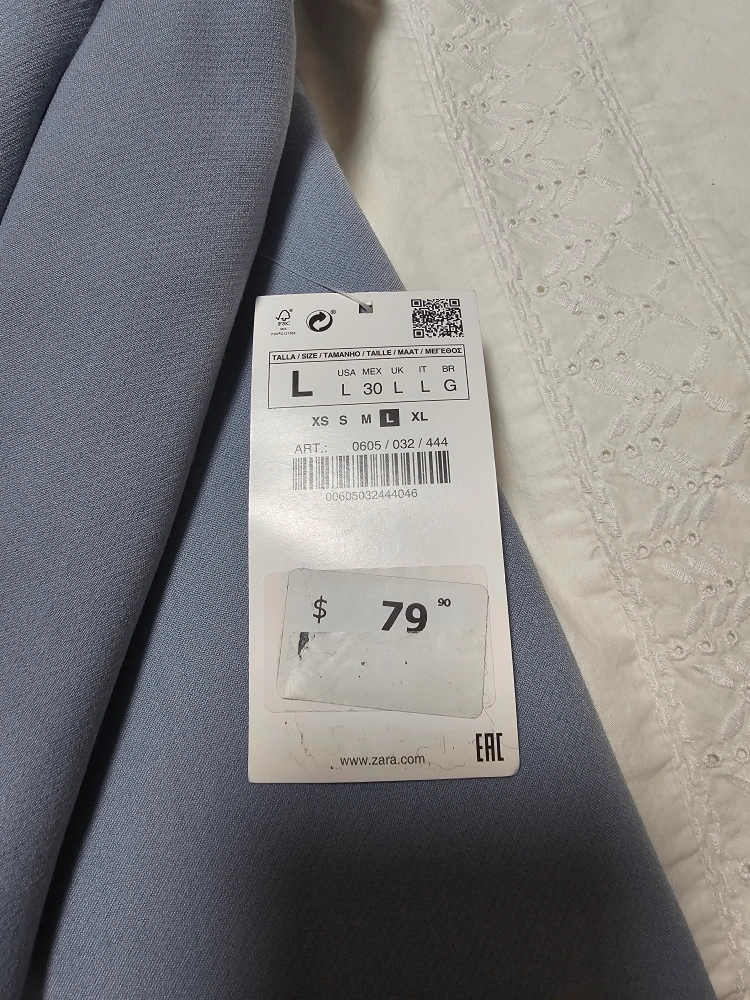 FSC
MIX
TALLA / SIZE / TAMANHO / TAILLE / MAAT / ΜΕΓΕΘΟΣ
L
USA MEX UK IT BR
L 30 L L G
XS S M L XL
ART.: 0605 / 032 / 444
00605032444046
$ 79 90
www.zara.com
EAC